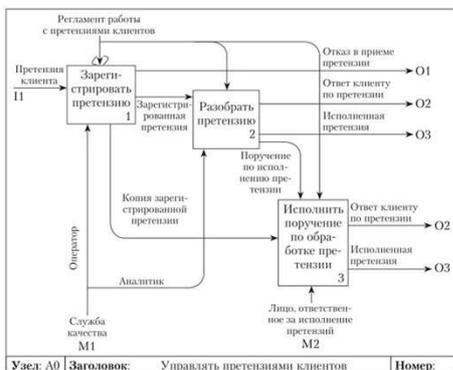 Регламент работы
с претензиями клиентов
Претензия
клиента
I1
Зареги-
стрировать
претензию
1
Отказ в приеме
претензии
O1
Зарегистри-
рованная
претензия
Разобрать
претензию
2
Ответ клиенту
по претензии
O2
Исполненная
претензия
O3
Поручение
по испол-
нению пре-
тензии
Копия зареги-
стрированной
претензии
Исполнить
поручение
по обра-
ботке пре-
тензии
3
Ответ клиенту
по претензии
O2
Исполненная
претензия
O3
Оператор
Аналитик
Служба
качества
M1
Лицо, ответствен-
ное за исполнение
претензий
M2
Узел: A0 Заголовок: Управлять претензиями клиентов Номер: